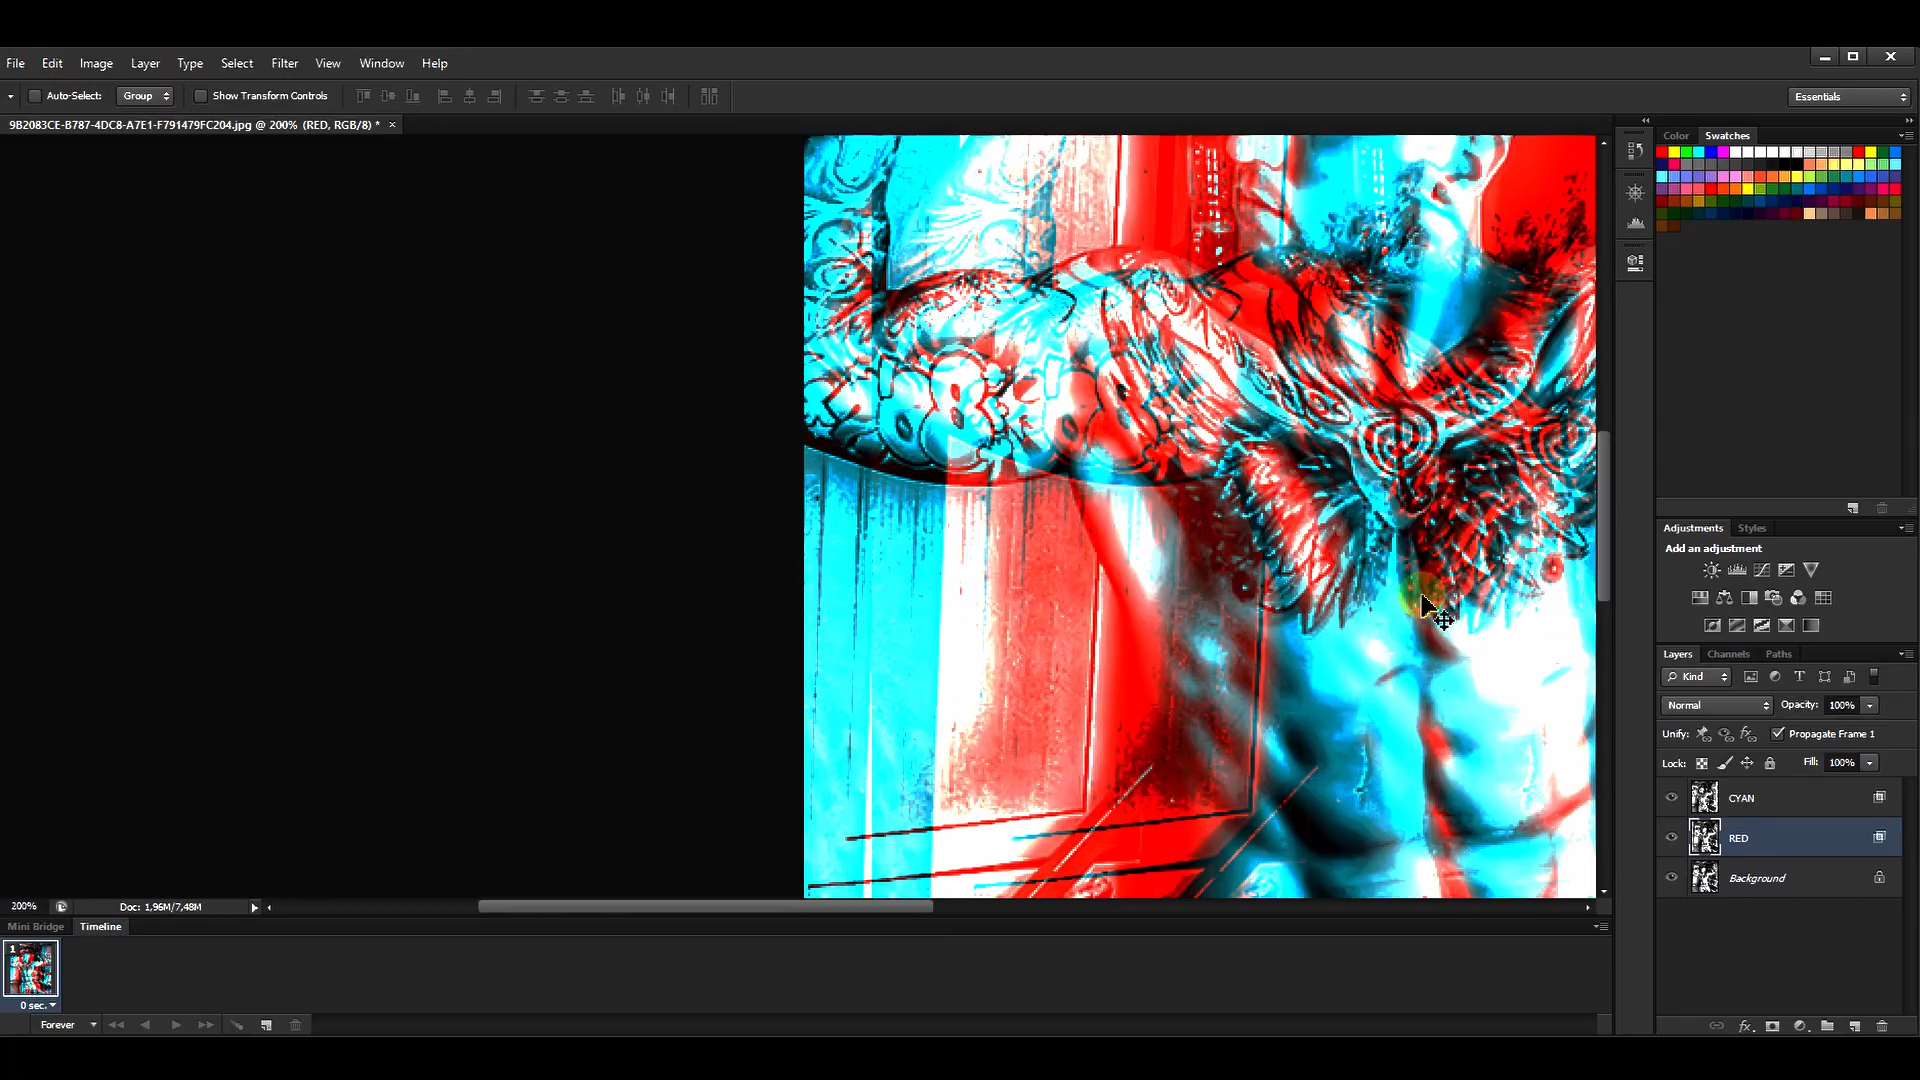 File Edit Image Layer Type Select Filter View Window Help
Auto-Select: Group Show Transform Controls Essentials
9B2083CE-B787-4DC8-A7E1-F791479FC204.jpg @ 200% (RED, RGB/8) * ×
Color Swatches
Adjustments Styles
Add an adjustment
Layers Channels Paths
Kind
Normal Opacity: 100%
Unify: Propagate Frame 1
Lock: Fill: 100%
CYAN
RED
Background
200% Doc: 1,96M/7,48M
Mini Bridge Timeline
1
0 sec.
Forever
fx